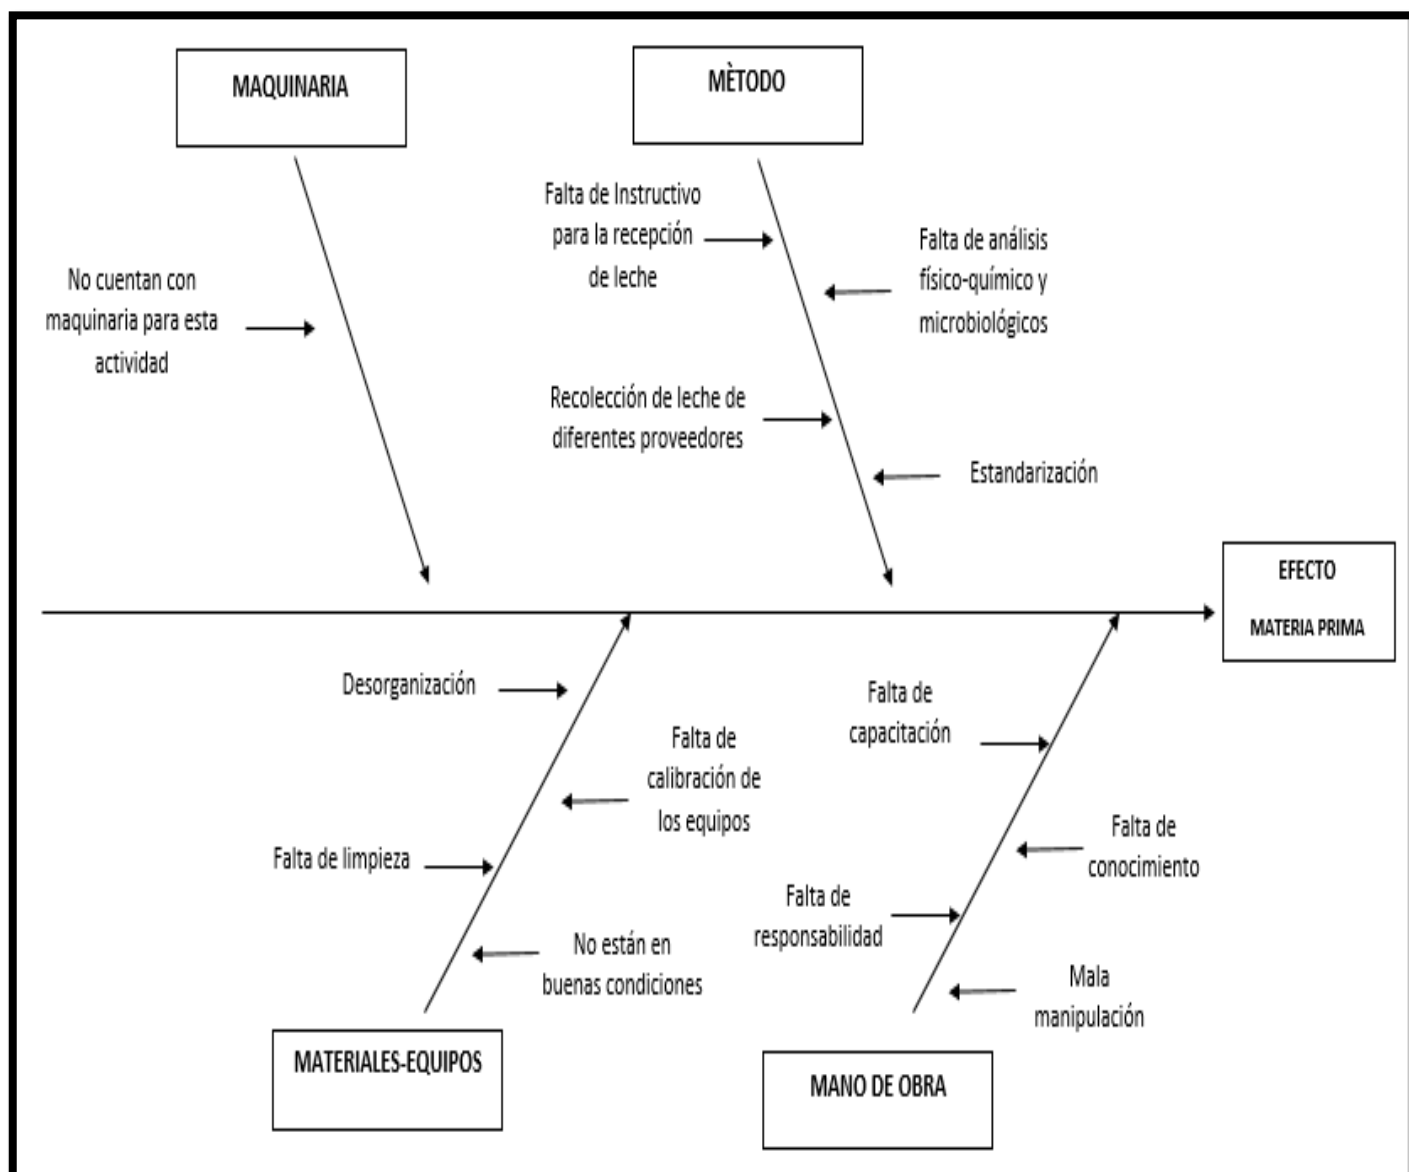 MAQUINARIA
MÈTODO
Falta de Instructivo
para la recepción
de leche
Falta de análisis
físico-químico y
microbiológicos
No cuentan con
maquinaria para esta
actividad
Recolección de leche de
diferentes proveedores
Estandarización
EFECTO
MATERIA PRIMA
Desorganización
Falta de
calibración de
los equipos
Falta de
capacitación
Falta de limpieza
Falta de
conocimiento
Falta de
responsabilidad
No están en
buenas condiciones
Mala
manipulación
MATERIALES-EQUIPOS
MANO DE OBRA